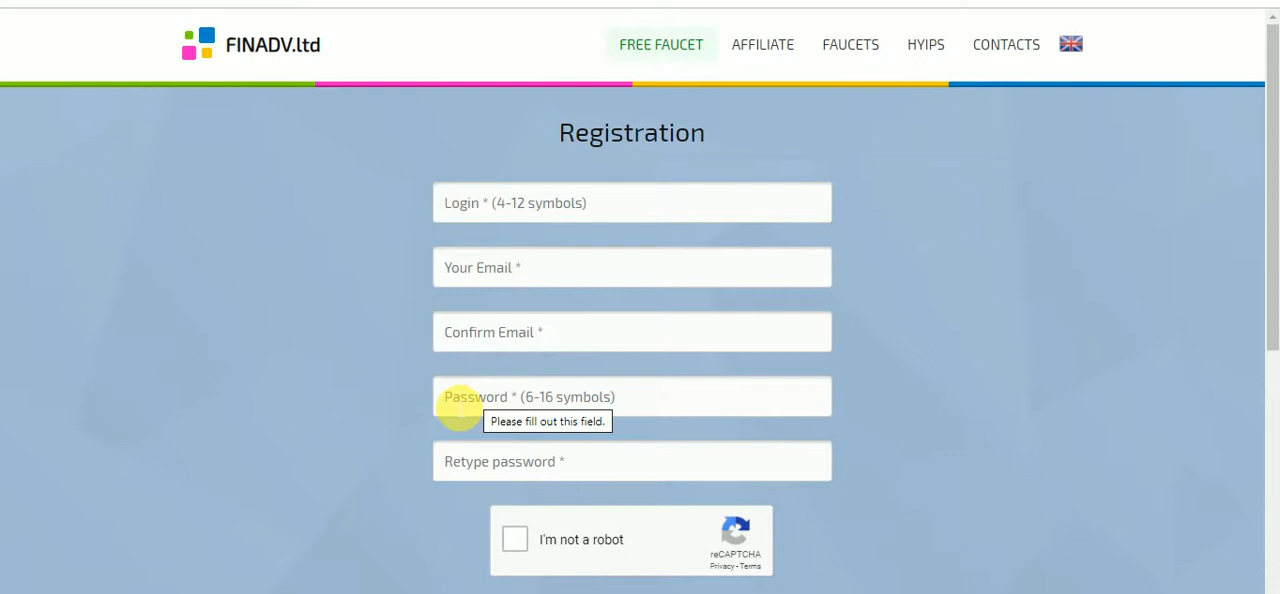 FINADV.ltd
FREE FAUCET AFFILIATE FAUCETS HYIPS CONTACTS
Registration
Login * (4-12 symbols)
Your Email *
Confirm Email *
Password * (6-16 symbols)
Please fill out this field.
Retype password *
I'm not a robot
reCAPTCHA
Privacy - Terms